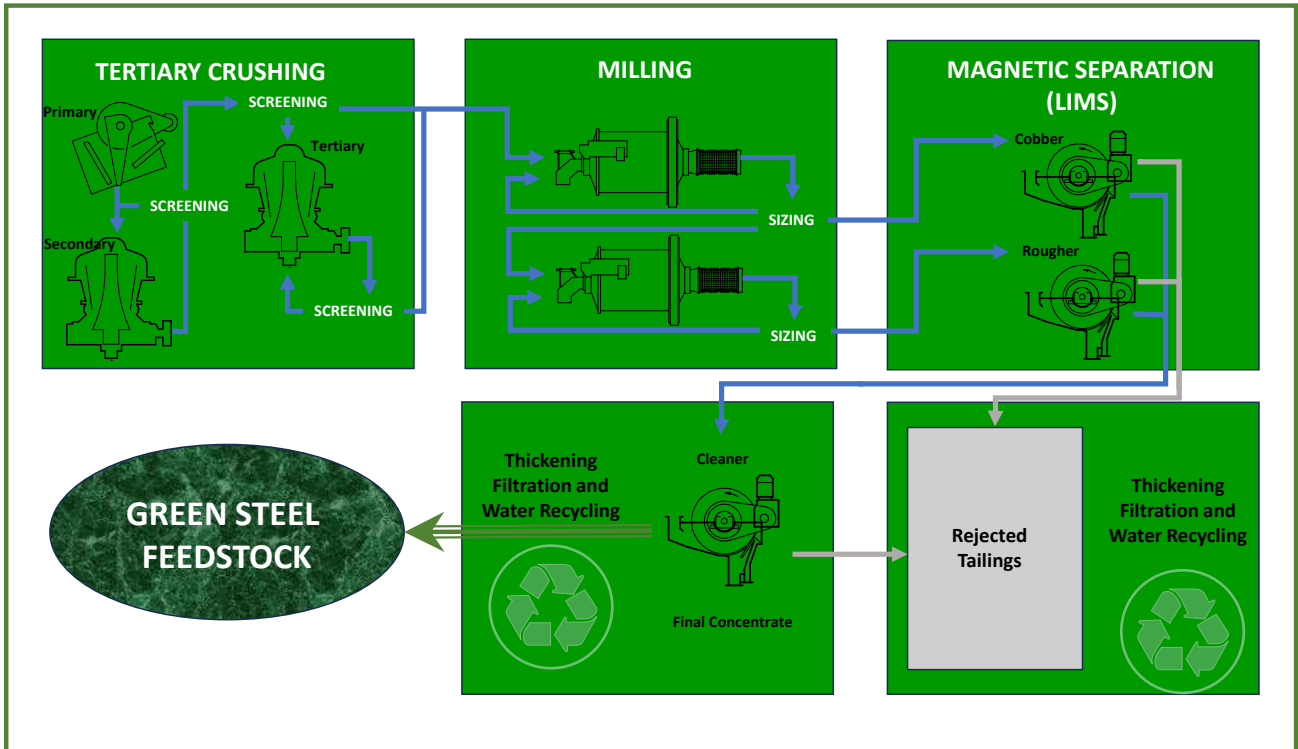 TERTIARY CRUSHING
Primary
SCREENING
Tertiary
SCREENING
Secondary
SCREENING
MILLING
SIZING
SIZING
MAGNETIC SEPARATION
(LIMS)
Cobber
Rougher
GREEN STEEL
FEEDSTOCK
Thickening
Filtration and
Water Recycling
Cleaner
Final Concentrate
Rejected
Tailings
Thickening
Filtration and
Water Recycling